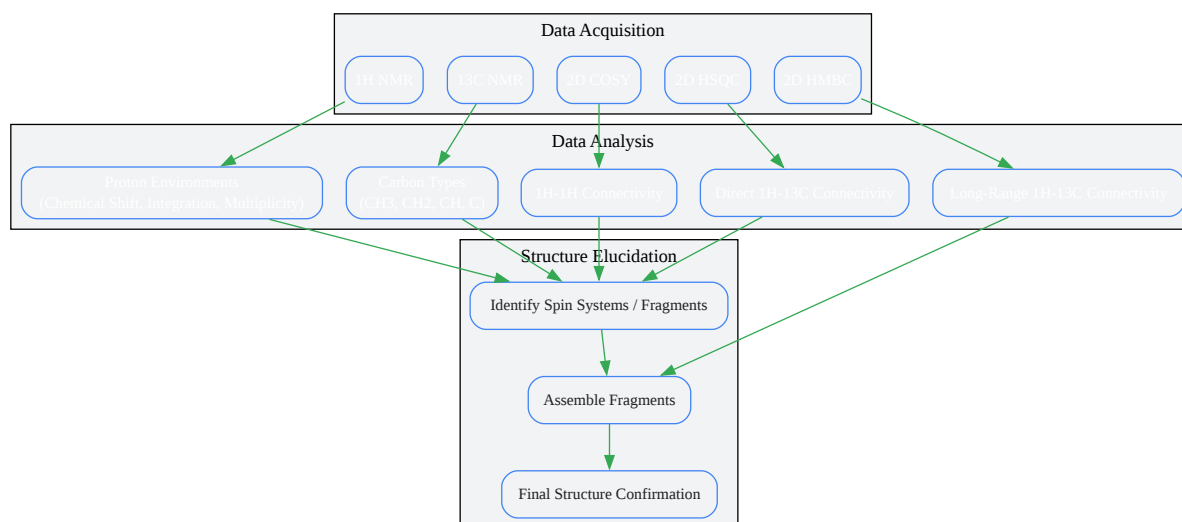 Data Acquisition
1H NMR
13C NMR
2D COSY
2D HSQC
2D HMBC
Data Analysis
Proton Environments
(Chemical Shift, Integration, Multiplicity)
Carbon Types
(CH3, CH2, CH, C)
1H-1H Connectivity
Direct 1H-13C Connectivity
Long-Range 1H-13C Connectivity
Structure Elucidation
Identify Spin Systems / Fragments
Assemble Fragments
Final Structure Confirmation